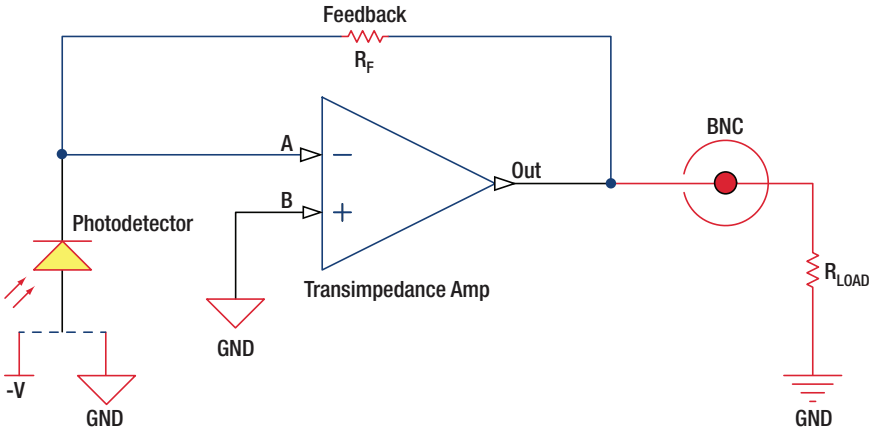 Feedback
R_F
BNC
A
−
Out
B
+
Photodetector
R_LOAD
Transimpedance Amp
GND
-V
GND
GND